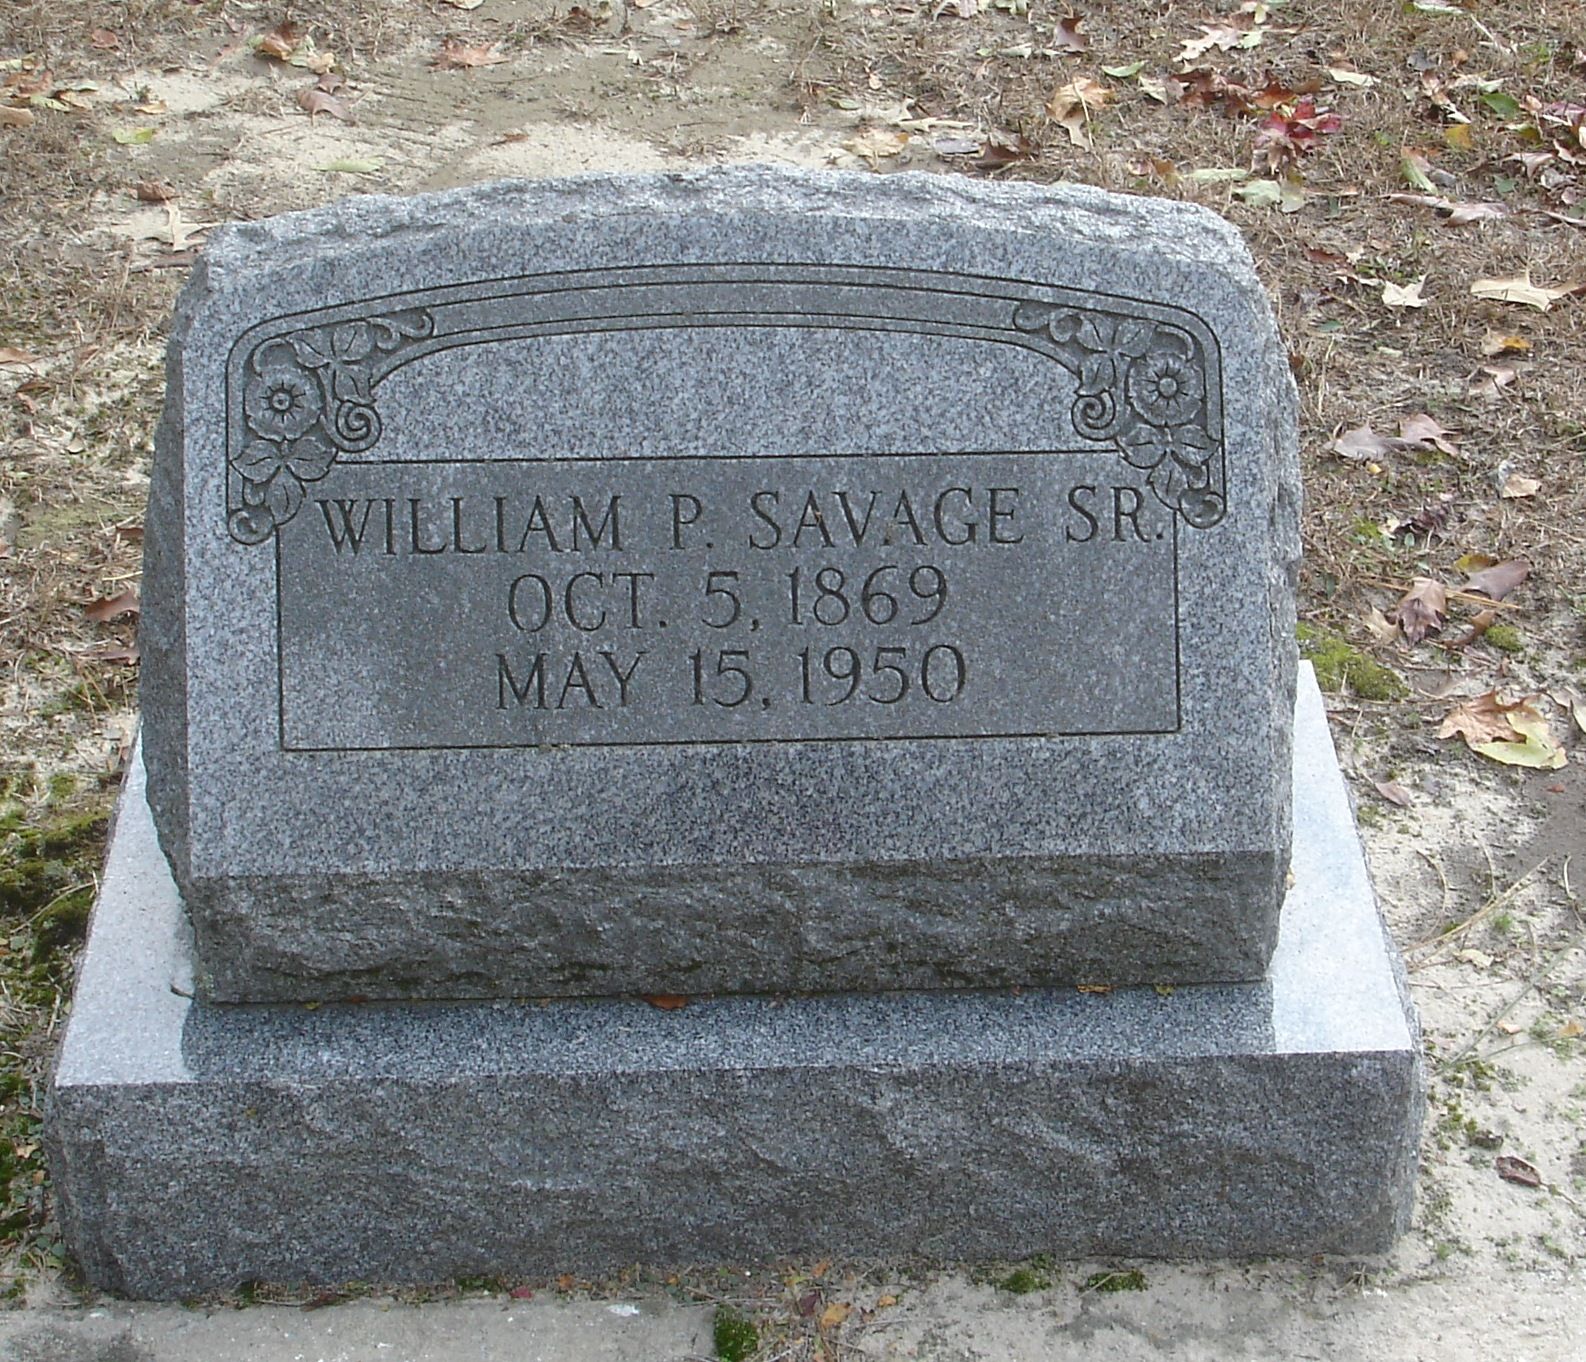 WILLIAM P. SAVAGE SR.
OCT. 5, 1869
MAY 15, 1950